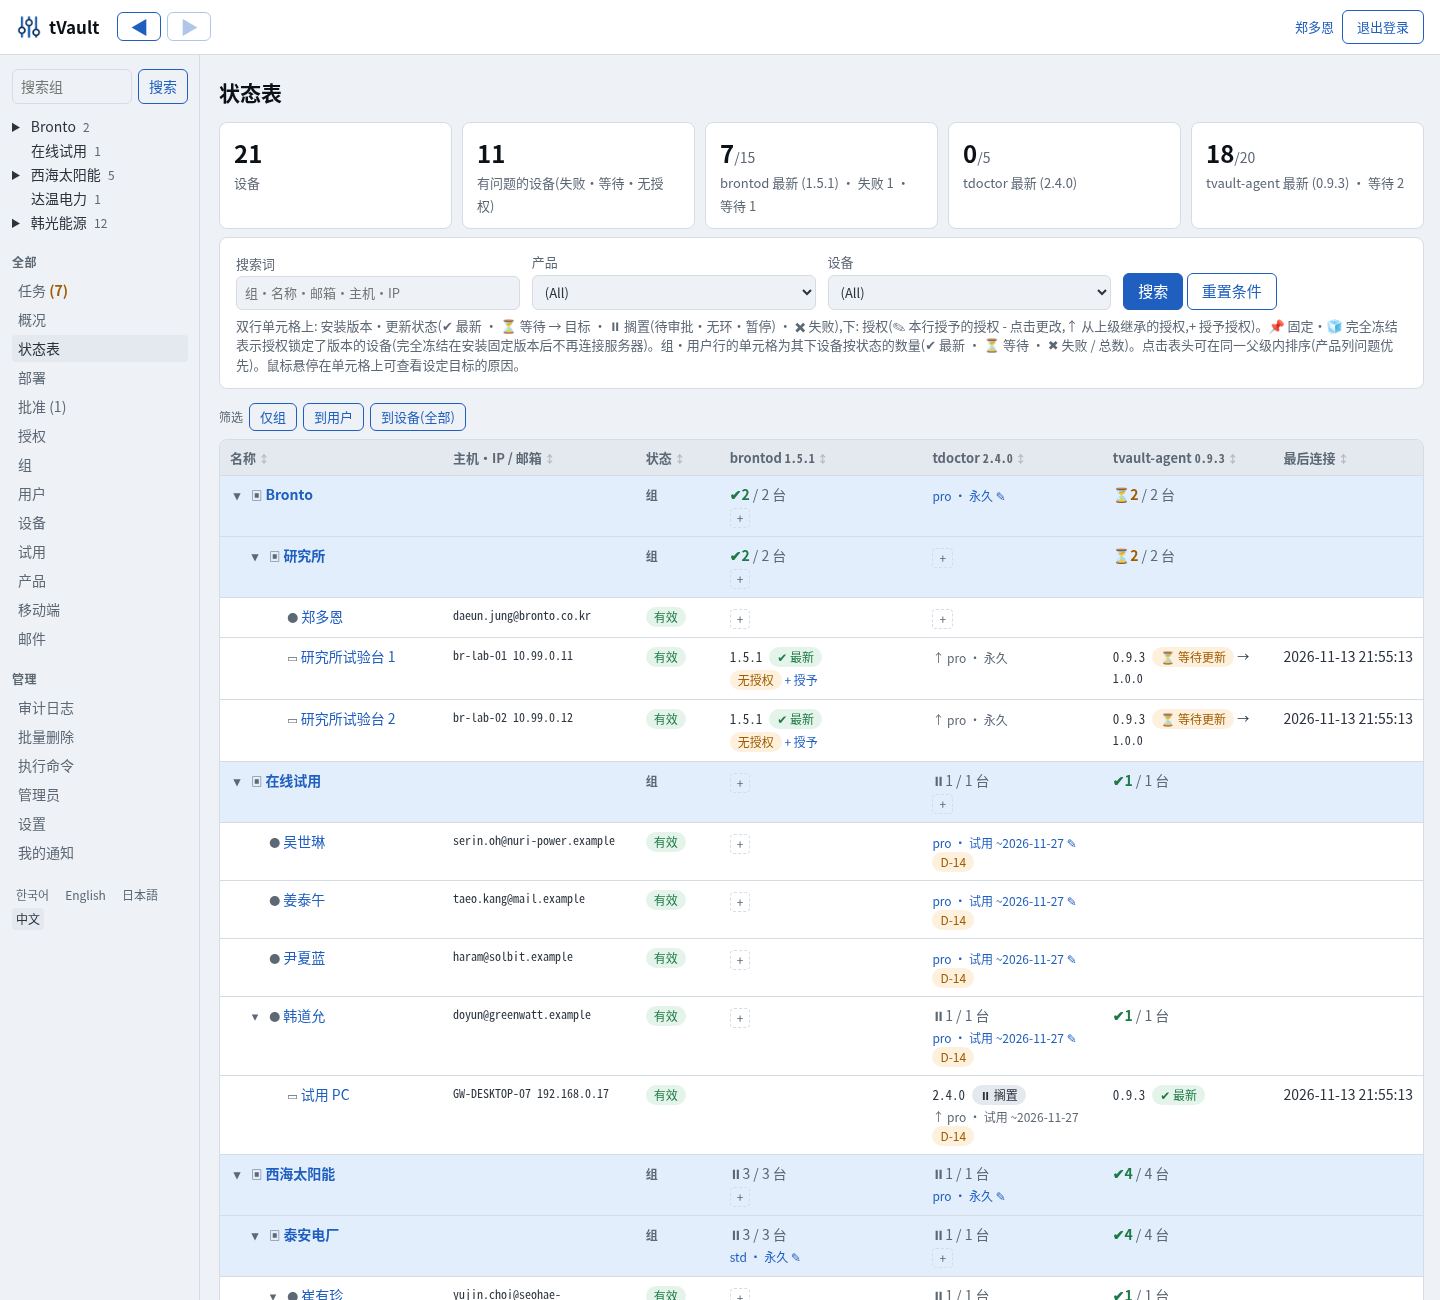 tVault ◀ ▶ 郑多恩 退出登录
搜索组 搜索
▶ Bronto 2
在线试用 1
▶ 西海太阳能 5
达温电力 1
▶ 韩光能源 12
全部
任务 (7)
概况
状态表
部署
批准 (1)
授权
组
用户
设备
试用
产品
移动端
邮件
管理
审计日志
批量删除
执行命令
管理员
设置
我的通知
한국어 English 日本語
中文
状态表
21
设备
11
有问题的设备(失败・等待・无授
权)
7/15
brontod 最新 (1.5.1) ・ 失败 1 ・
等待 1
0/5
tdoctor 最新 (2.4.0)
18/20
tvault-agent 最新 (0.9.3) ・ 等待 2
搜索词 产品 设备
组・名称・邮箱・主机・IP (All) (All) 搜索 重置条件
双行单元格上: 安装版本・更新状态(✔ 最新 ・ ⏳ 等待 → 目标 ・ ⏸ 搁置(待审批・无环・暂停) ・ ✖ 失败),下: 授权(✎ 本行授予的授权 - 点击更改,↑ 从上级继承的授权,+ 授予授权)。📌 固定・🧊 完全冻结
表示授权锁定了版本的设备(完全冻结在安装固定版本后不再连接服务器)。组・用户行的单元格为其下设备按状态的数量(✔ 最新 ・ ⏳ 等待 ・ ✖ 失败 / 总数)。点击表头可在同一父级内排序(产品列问题优
先)。鼠标悬停在单元格上可查看设定目标的原因。
筛选 仅组 到用户 到设备(全部)
名称 ↕ 主机・IP / 邮箱 ↕ 状态 ↕ brontod 1.5.1 ↕ tdoctor 2.4.0 ↕ tvault-agent 0.9.3 ↕ 最后连接 ↕
▼ ▣ Bronto 组 ✔2 / 2 台 pro ・ 永久 ✎ ⏳2 / 2 台
+
▼ ▣ 研究所 组 ✔2 / 2 台 + ⏳2 / 2 台
+
● 郑多恩 daeun.jung@bronto.co.kr 有效 + +
▭ 研究所试验台 1 br-lab-01 10.99.0.11 有效 1.5.1 ✔ 最新 ↑ pro ・ 永久 0.9.3 ⏳ 等待更新 → 2026-11-13 21:55:13
无授权 + 授予 1.0.0
▭ 研究所试验台 2 br-lab-02 10.99.0.12 有效 1.5.1 ✔ 最新 ↑ pro ・ 永久 0.9.3 ⏳ 等待更新 → 2026-11-13 21:55:13
无授权 + 授予 1.0.0
▼ ▣ 在线试用 组 + ⏸1 / 1 台 ✔1 / 1 台
+
● 吴世琳 serin.oh@nuri-power.example 有效 + pro ・ 试用 ~2026-11-27 ✎
D-14
● 姜泰午 taeo.kang@mail.example 有效 + pro ・ 试用 ~2026-11-27 ✎
D-14
● 尹夏蓝 haram@solbit.example 有效 + pro ・ 试用 ~2026-11-27 ✎
D-14
▼ ● 韩道允 doyun@greenwatt.example 有效 + ⏸1 / 1 台 ✔1 / 1 台
pro ・ 试用 ~2026-11-27 ✎
D-14
▭ 试用 PC GW-DESKTOP-07 192.168.0.17 有效 2.4.0 ⏸ 搁置 0.9.3 ✔ 最新 2026-11-13 21:55:13
↑ pro ・ 试用 ~2026-11-27
D-14
▼ ▣ 西海太阳能 组 ⏸3 / 3 台 ⏸1 / 1 台 ✔4 / 4 台
+ pro ・ 永久 ✎
▼ ▣ 泰安电厂 组 ⏸3 / 3 台 ⏸1 / 1 台 ✔4 / 4 台
std ・ 永久 ✎ +
▼ ● 崔有珍 yujin.choi@seohae- 有效 + ⏸1 / 1 台 ✔1 / 1 台